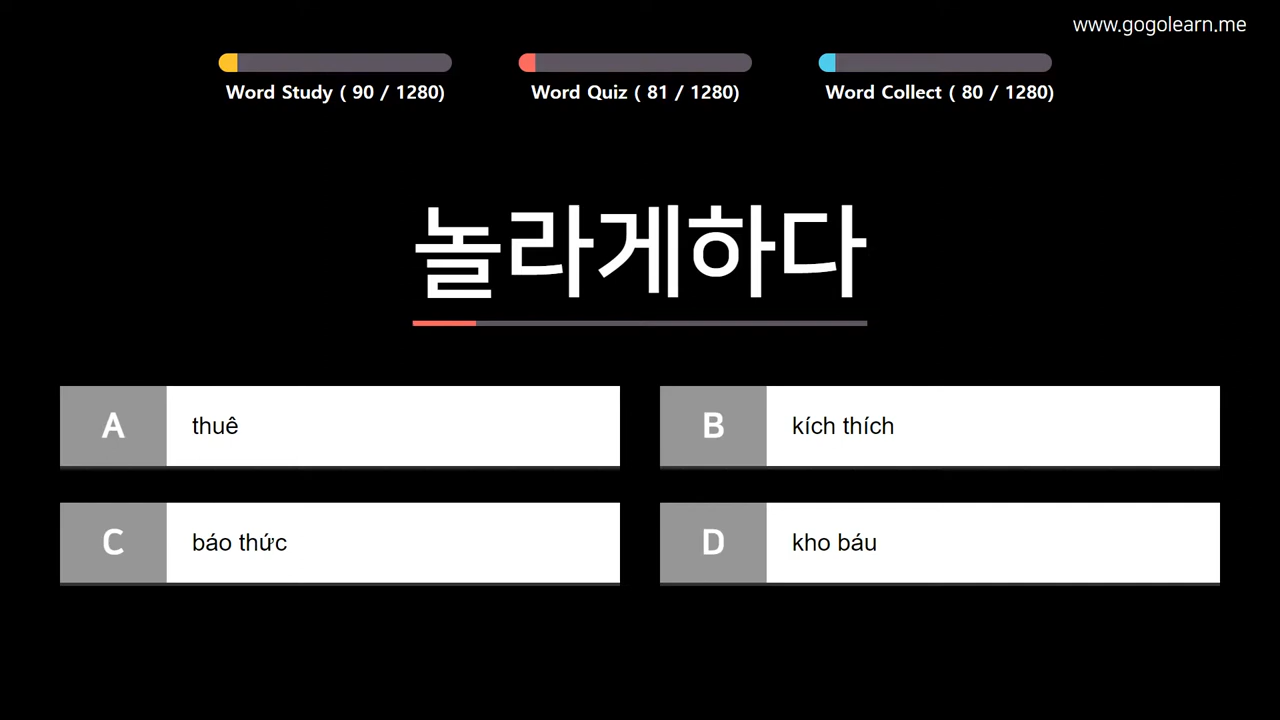 www.gogolearn.me
Word Study ( 90 / 1280)
Word Quiz ( 81 / 1280)
Word Collect ( 80 / 1280)
놀라게하다
A thuê
B kích thích
C báo thức
D kho báu